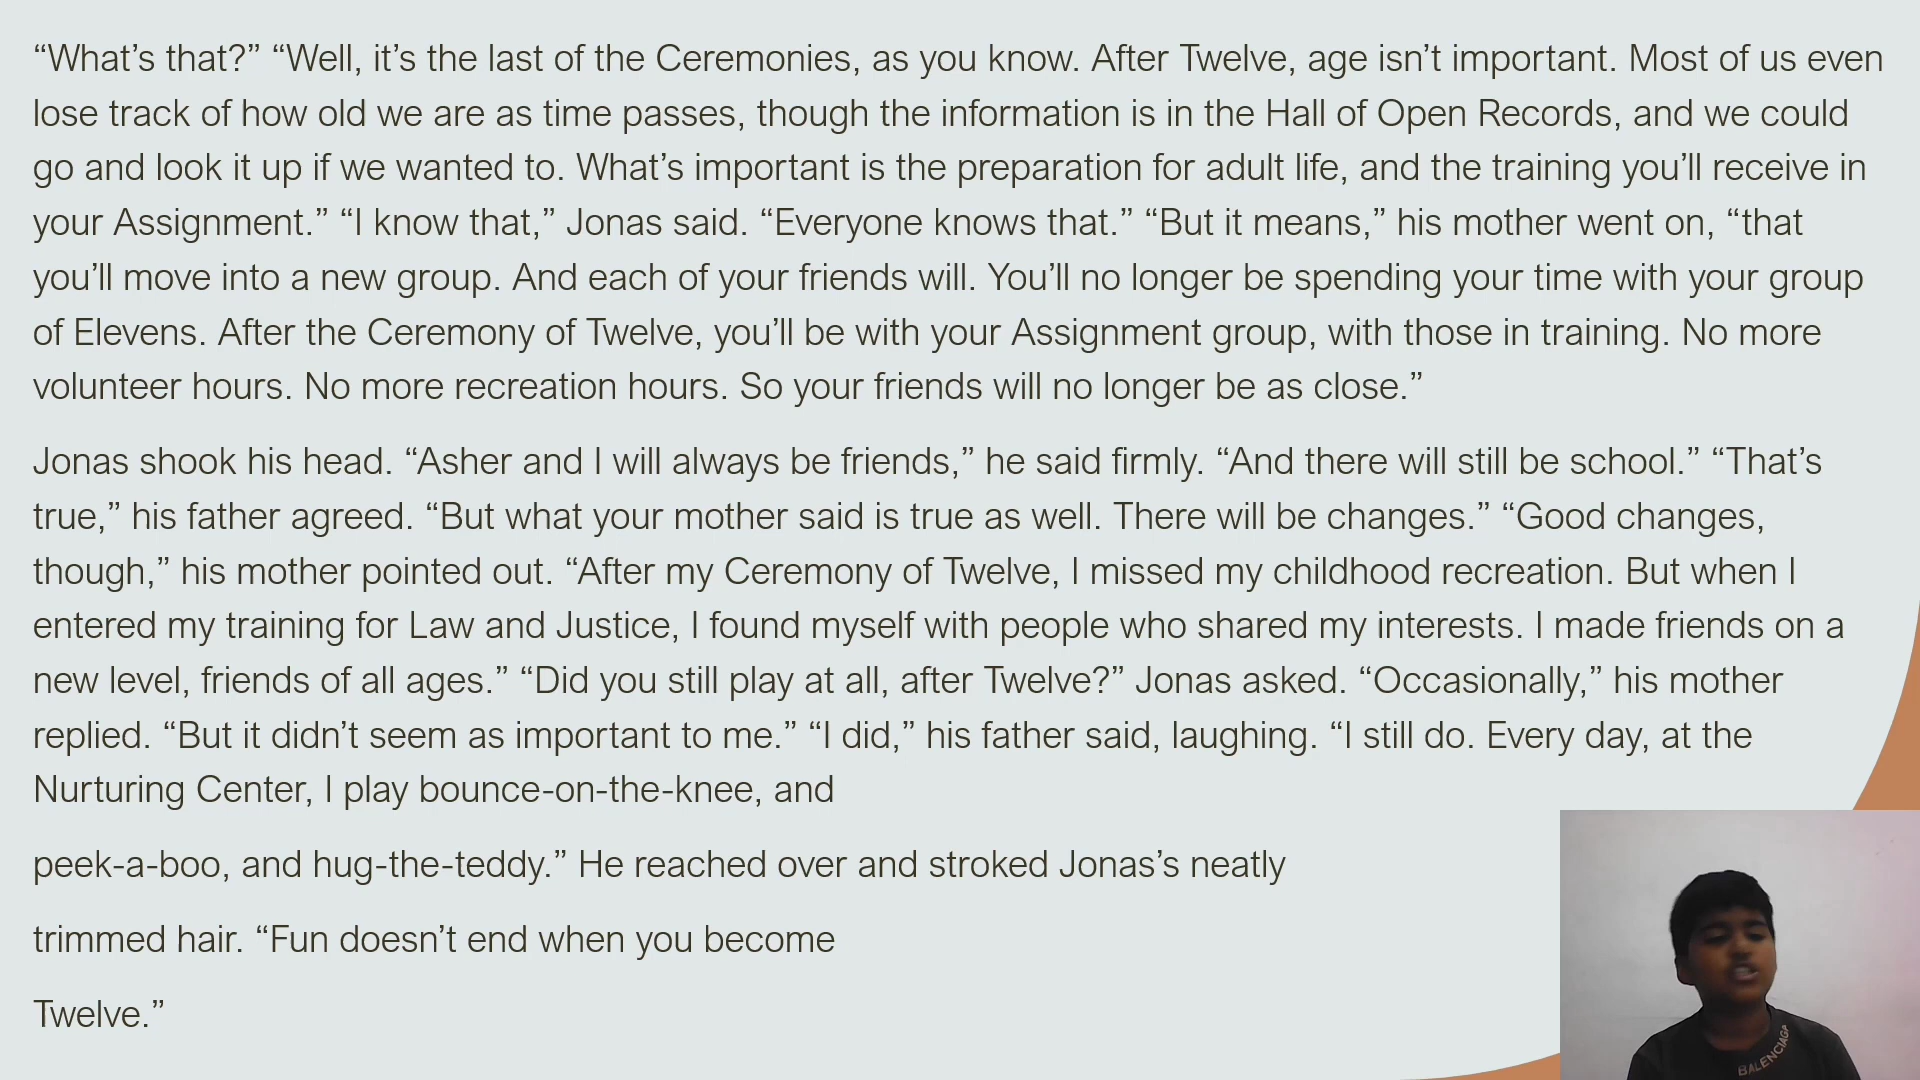 “What’s that?” “Well, it’s the last of the Ceremonies, as you know. After Twelve, age isn’t important. Most of us even
lose track of how old we are as time passes, though the information is in the Hall of Open Records, and we could
go and look it up if we wanted to. What’s important is the preparation for adult life, and the training you’ll receive in
your Assignment.” “I know that,” Jonas said. “Everyone knows that.” “But it means,” his mother went on, “that
you’ll move into a new group. And each of your friends will. You’ll no longer be spending your time with your group
of Elevens. After the Ceremony of Twelve, you’ll be with your Assignment group, with those in training. No more
volunteer hours. No more recreation hours. So your friends will no longer be as close.”
Jonas shook his head. “Asher and I will always be friends,” he said firmly. “And there will still be school.” “That’s
true,” his father agreed. “But what your mother said is true as well. There will be changes.” “Good changes,
though,” his mother pointed out. “After my Ceremony of Twelve, I missed my childhood recreation. But when I
entered my training for Law and Justice, I found myself with people who shared my interests. I made friends on a
new level, friends of all ages.” “Did you still play at all, after Twelve?” Jonas asked. “Occasionally,” his mother
replied. “But it didn’t seem as important to me.” “I did,” his father said, laughing. “I still do. Every day, at the
Nurturing Center, I play bounce-on-the-knee, and
peek-a-boo, and hug-the-teddy.” He reached over and stroked Jonas’s neatly
trimmed hair. “Fun doesn’t end when you become
Twelve.”
BALENCIAGA